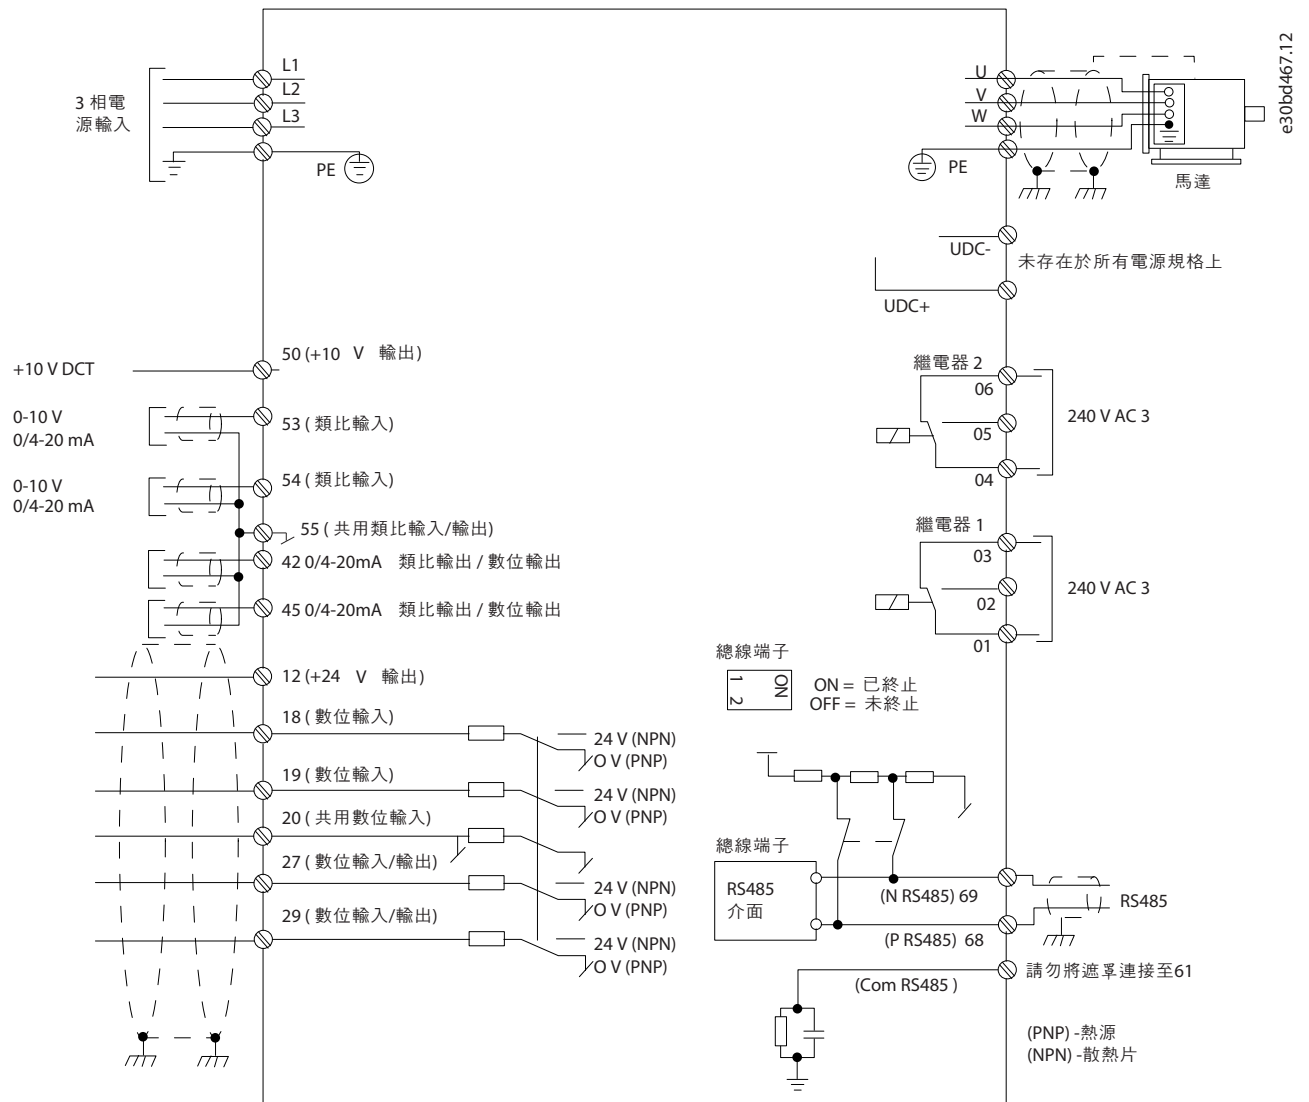 e30bd467.12
L1
L2
L3
3 相電
源輸入
PE
U
V
W
PE
馬達
UDC-
未存在於所有電源規格上
UDC+
50 (+10 V 輸出)
+10 V DCT
0-10 V
0/4-20 mA
53 ( 類比輸入)
0-10 V
0/4-20 mA
54 ( 類比輸入)
55 ( 共用類比輸入/輸出)
42 0/4-20mA 類比輸出 / 數位輸出
45 0/4-20mA 類比輸出 / 數位輸出
12 (+24 V 輸出)
18 ( 數位輸入)
24 V (NPN)
O V (PNP)
19 ( 數位輸入)
24 V (NPN)
O V (PNP)
20 ( 共用數位輸入)
27 ( 數位輸入/輸出)
24 V (NPN)
O V (PNP)
29 ( 數位輸入/輸出)
24 V (NPN)
O V (PNP)
繼電器 2
06
05
04
240 V AC 3
繼電器 1
03
02
01
240 V AC 3
總線端子
1
2
ON
ON = 已終止
OFF = 未終止
總線端子
RS485
介面
(N RS485) 69
(P RS485) 68
RS485
(Com RS485 )
請勿將遮罩連接至61
(PNP) -熱源
(NPN) -散熱片